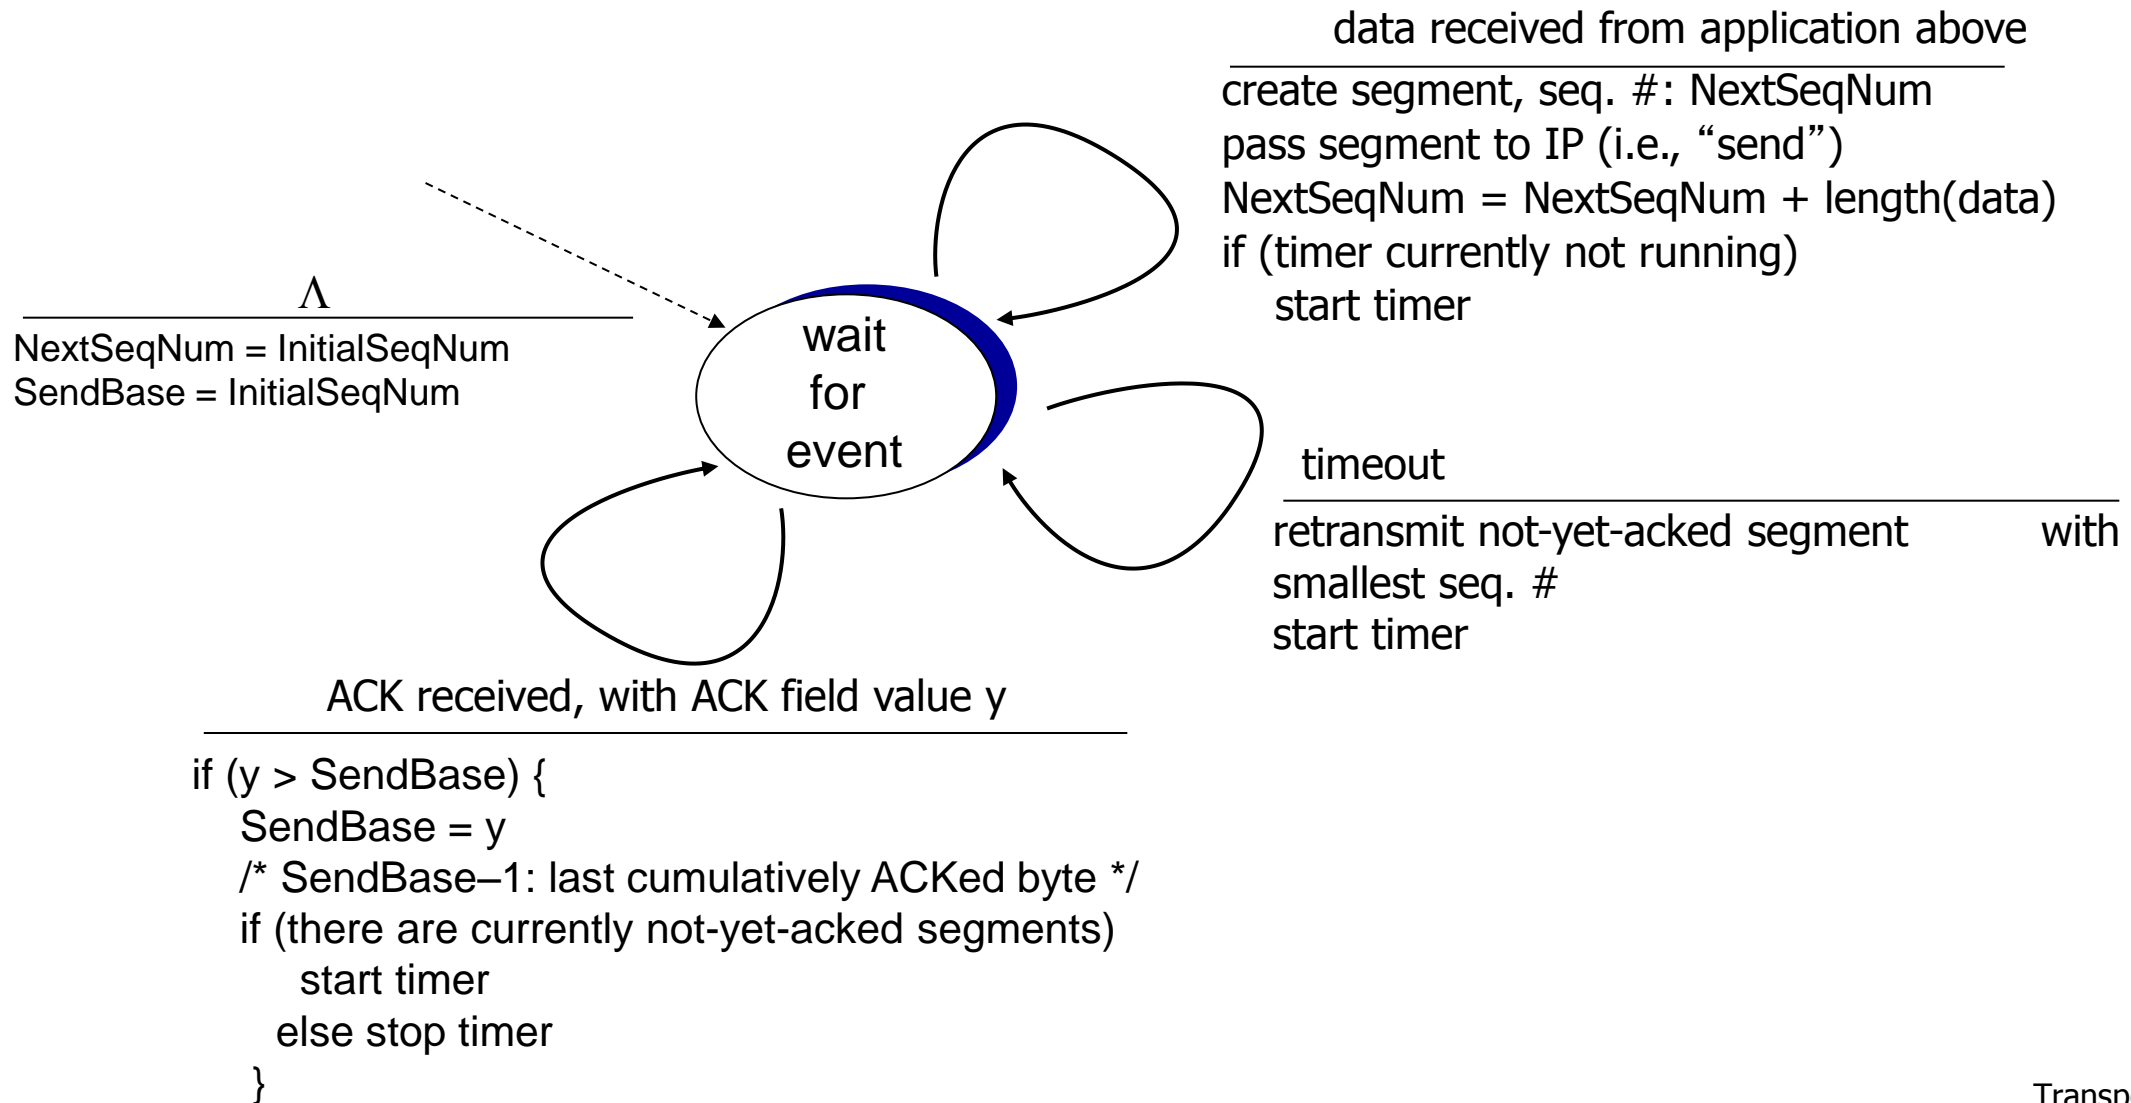 data received from application above
create segment, seq. #: NextSeqNum
pass segment to IP (i.e., “send”)
NextSeqNum = NextSeqNum + length(data)
if (timer currently not running)
start timer
Λ
NextSeqNum = InitialSeqNum
SendBase = InitialSeqNum
wait
for
event
timeout
retransmit not-yet-acked segment with
smallest seq. #
start timer
ACK received, with ACK field value y
if (y > SendBase) {
SendBase = y
/* SendBase–1: last cumulatively ACKed byte */
if (there are currently not-yet-acked segments)
start timer
else stop timer
}
Transp